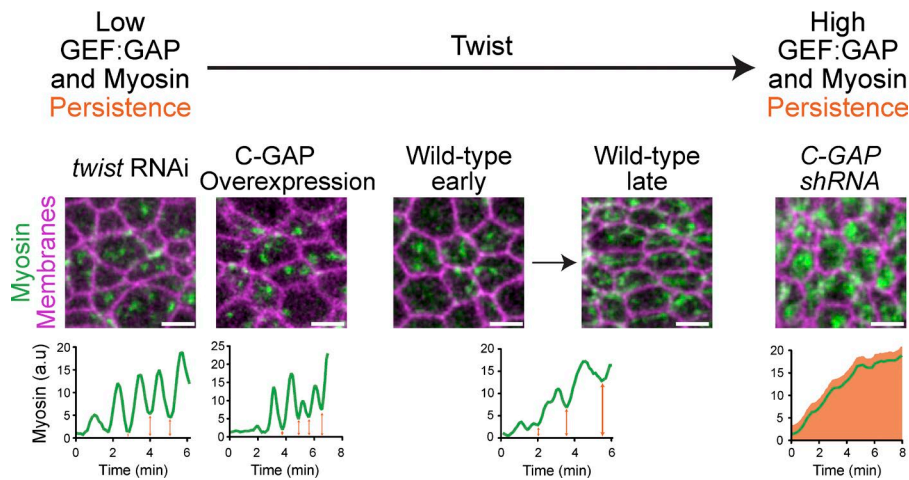 Low
GEF:GAP
and Myosin
Persistence
Twist
High
GEF:GAP
and Myosin
Persistence
twist RNAi
C-GAP
Overexpression
Wild-type
early
Wild-type
late
C-GAP
shRNA
Myosin
Membranes
Myosin (a.u)
20
15
10
5
0
0 2 4 6
Time (min)
25
20
15
10
5
0
0 2 4 6 8
Time (min)
20
15
10
5
0
0 2 4 6
Time (min)
20
15
10
5
0
0 2 4 6 8
Time (min)